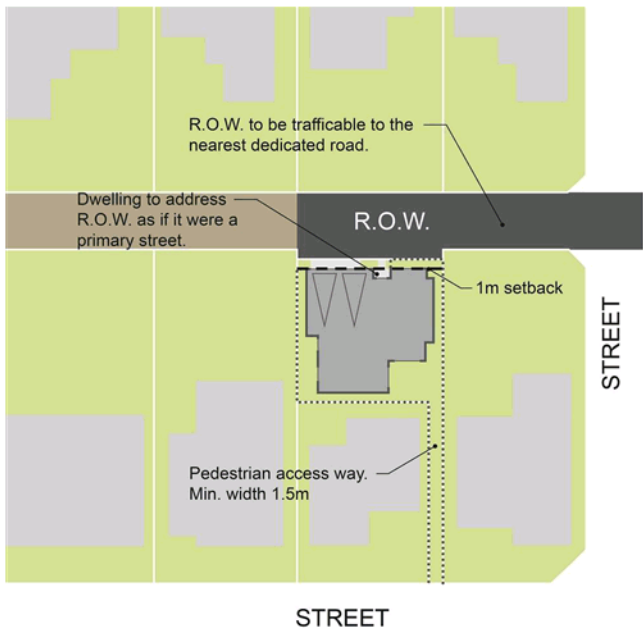 R.O.W. to be trafficable to the
nearest dedicated road.
Dwelling to address
R.O.W. as if it were a
primary street.
R.O.W.
1m setback
STREET
Pedestrian access way.
Min. width 1.5m
STREET